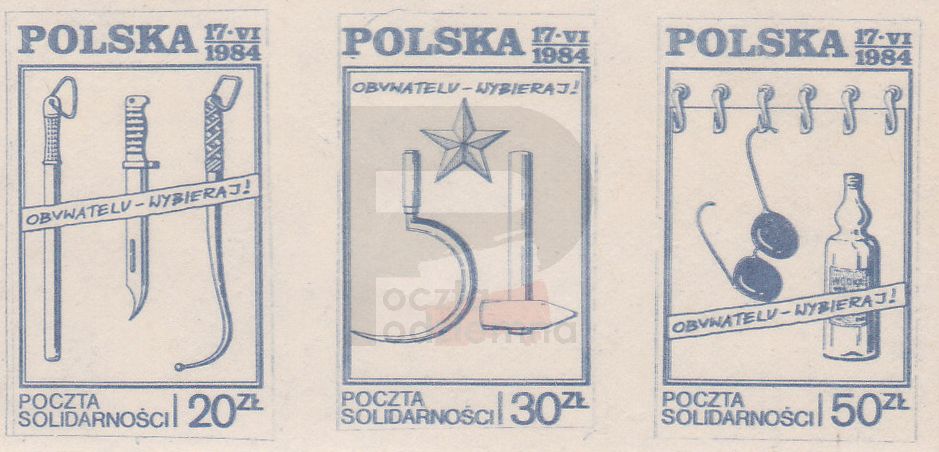 POLSKA 17-VI
1984
OBYWATELU - WYBIERAJ!
POCZTA
SOLIDARNOŚCI 20 ZŁ
POLSKA 17-VI
1984
OBYWATELU - WYBIERAJ!
POCZTA
SOLIDARNOŚCI 30 ZŁ
POLSKA 17-VI
1984
OBYWATELU - WYBIERAJ!
POCZTA
SOLIDARNOŚCI 50 ZŁ